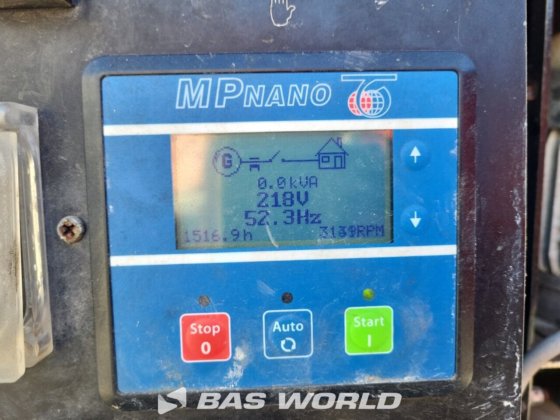 MPNANO
G
0.0kVA
218V
52.3Hz
1516.9h 3139RPM
Stop
0
Auto
Start
I
BAS WORLD